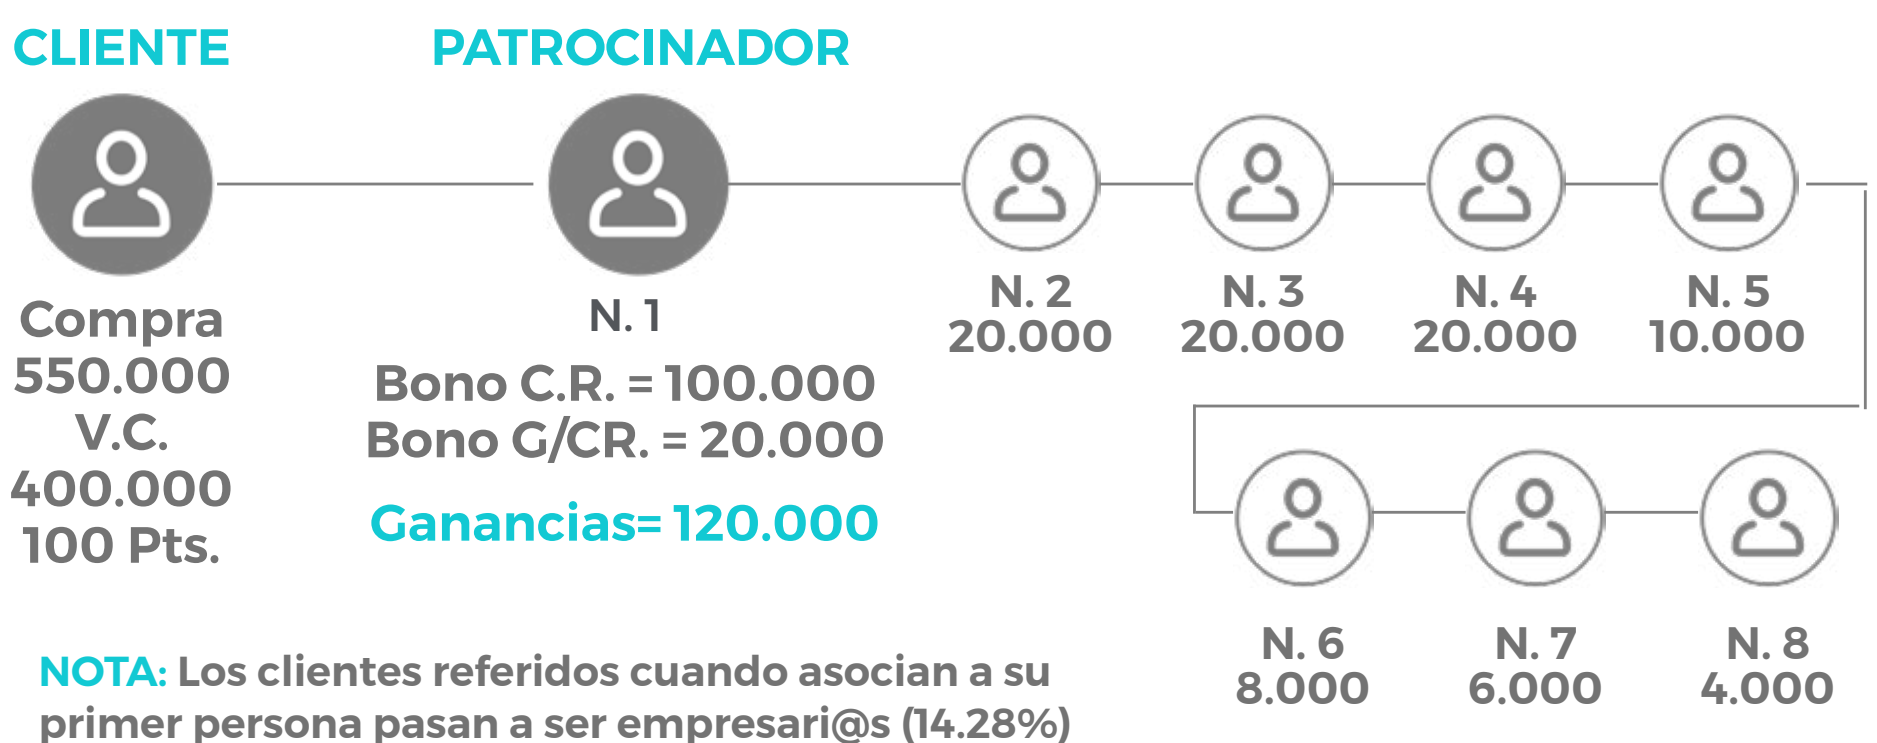 CLIENTE
Compra
550.000
V.C.
400.000
100 Pts.
PATROCINADOR
N. 1
Bono C.R. = 100.000
Bono G/CR. = 20.000
Ganancias= 120.000
N. 2
20.000
N. 3
20.000
N. 4
20.000
N. 5
10.000
N. 6
8.000
N. 7
6.000
N. 8
4.000
NOTA: Los clientes referidos cuando asocian a su
primer persona pasan a ser empresari@s (14.28%)